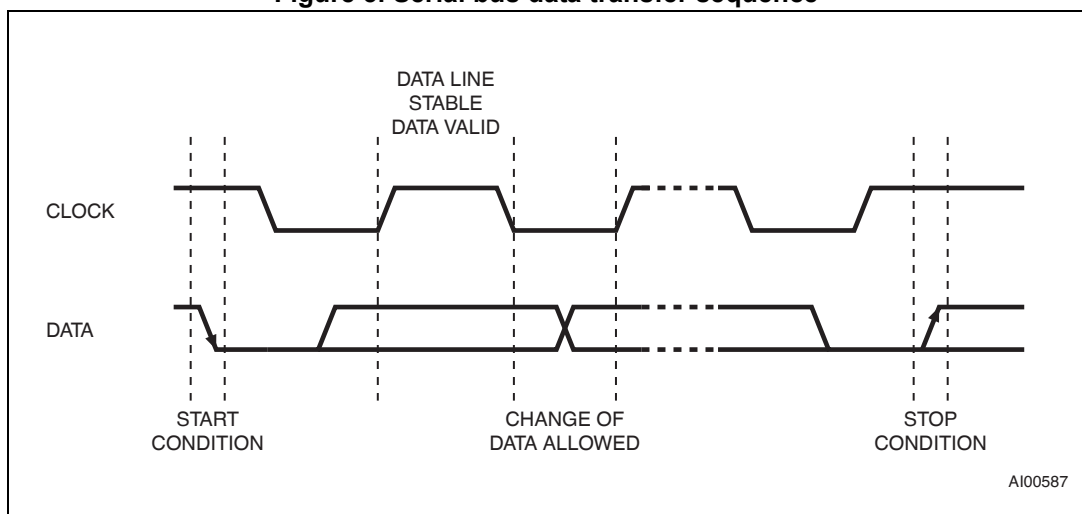 Figure Serial bus data transfer sequence
DATA LINE
STABLE
DATA VALID
CLOCK
DATA
START
CONDITION
CHANGE OF
DATA ALLOWED
STOP
CONDITION
AI00587